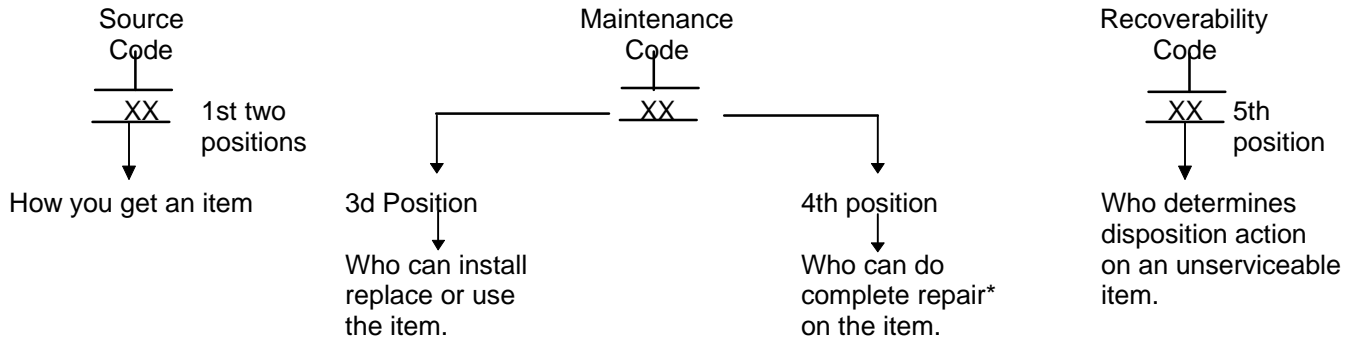 Source
Code
XX
1st two
positions
How you get an item
Maintenance
Code
XX
3d Position
Who can install
replace or use
the item.
4th position
Who can do
complete repair*
on the item.
Recoverability
Code
XX
5th
position
Who determines
disposition action
on an unserviceable
item.